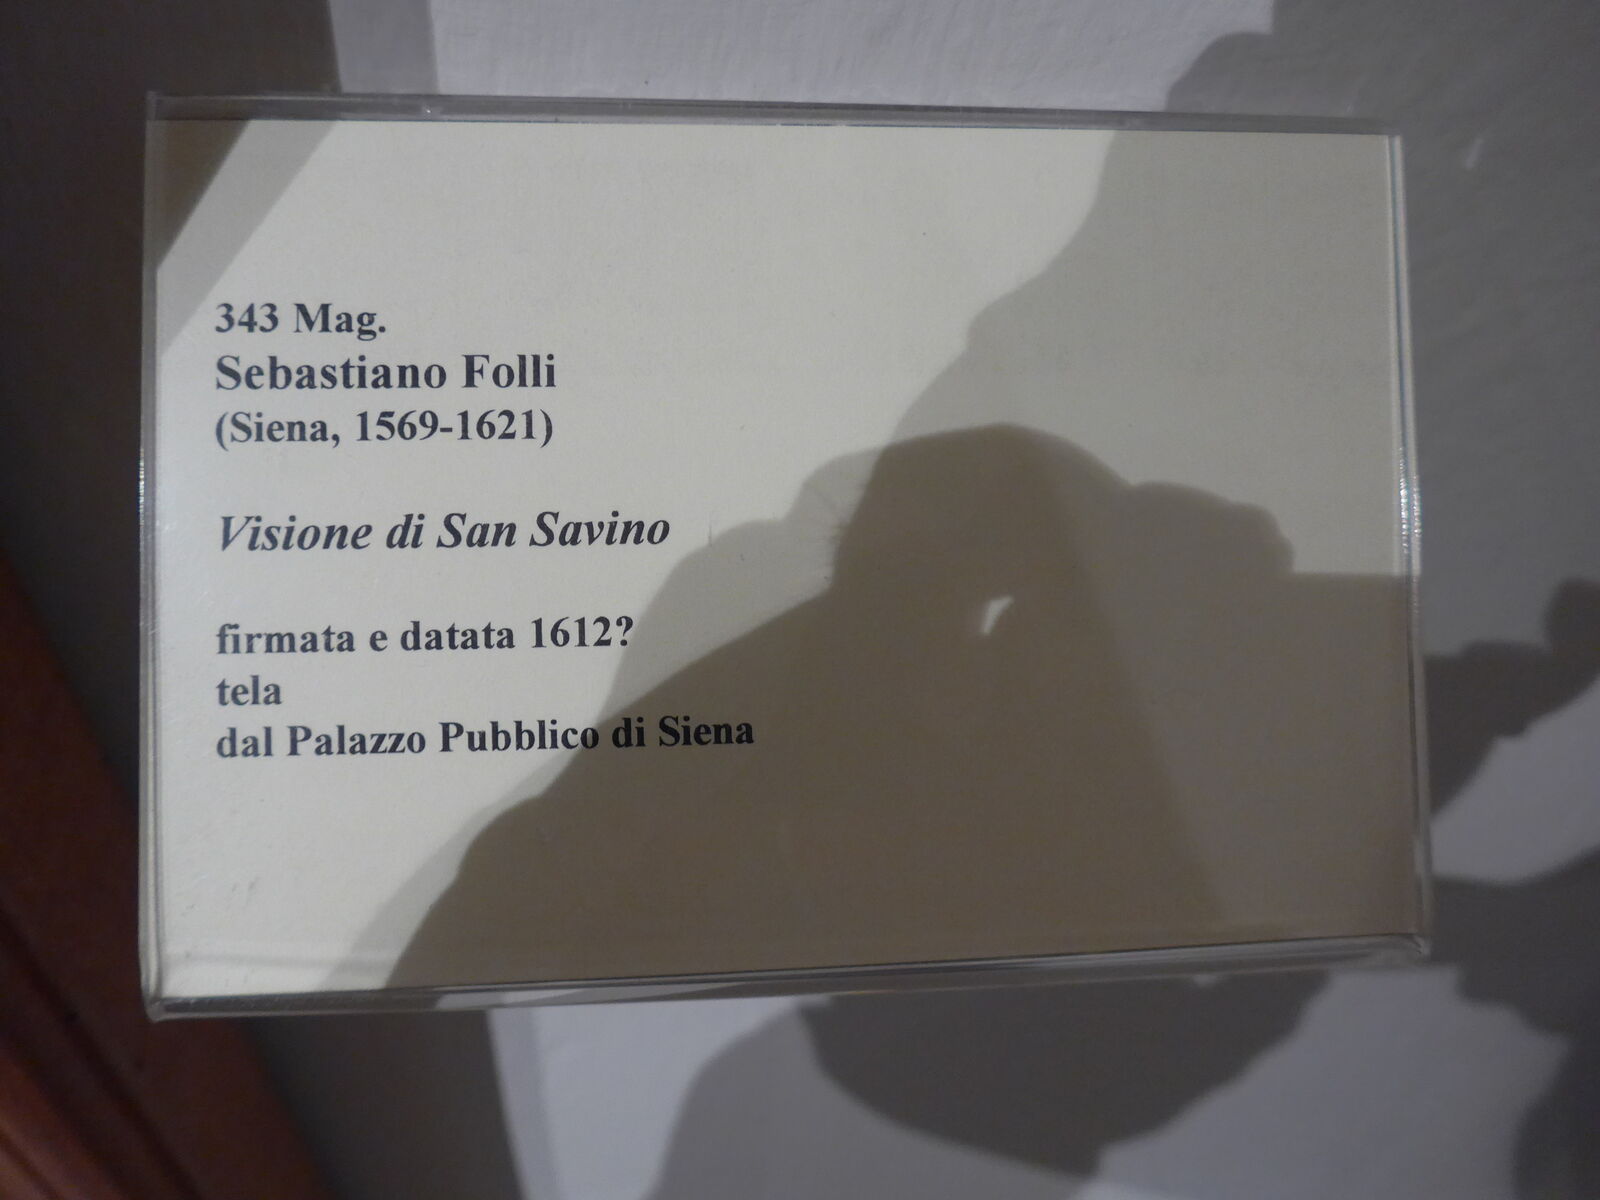 343 Mag.
Sebastiano Folli
(Siena, 1569-1621)
Visione di San Savino
firmata e datata 1612?
tela
dal Palazzo Pubblico di Siena